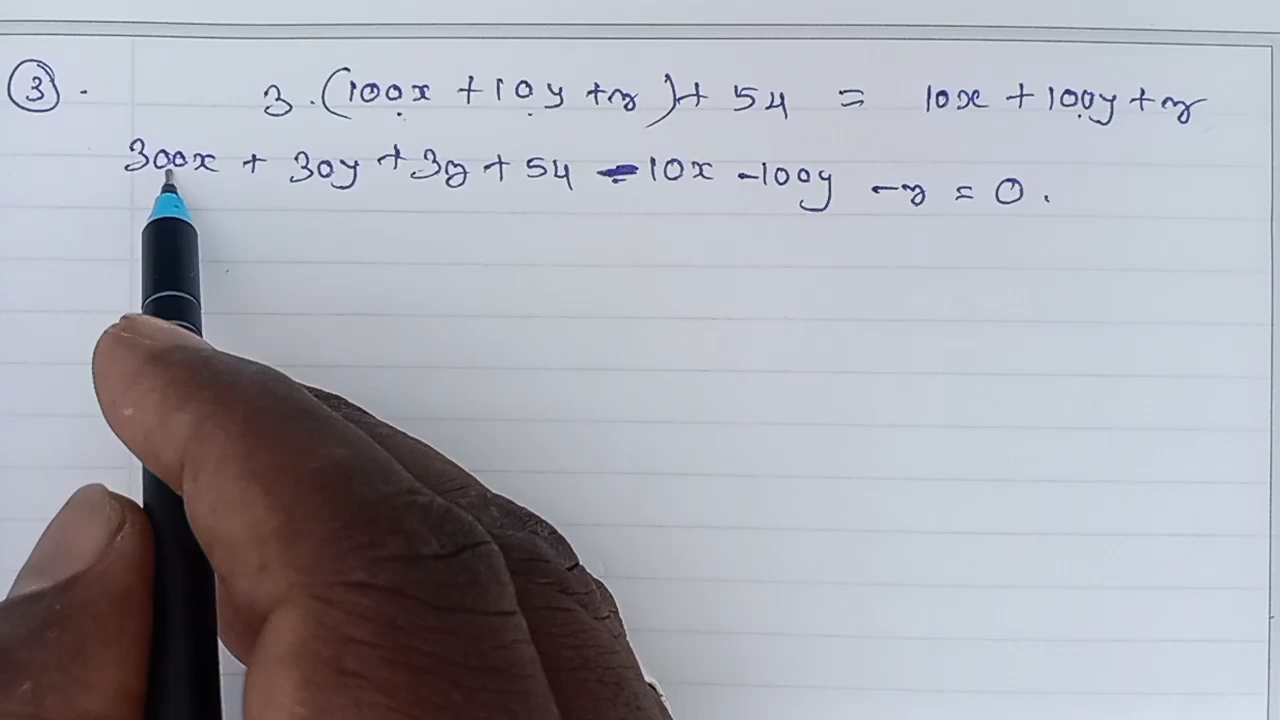 ③. 3.(100x + 10y + z) + 54 = 10x + 100y + z
300x + 30y + 3z + 54 - 10x - 100y - z = 0.